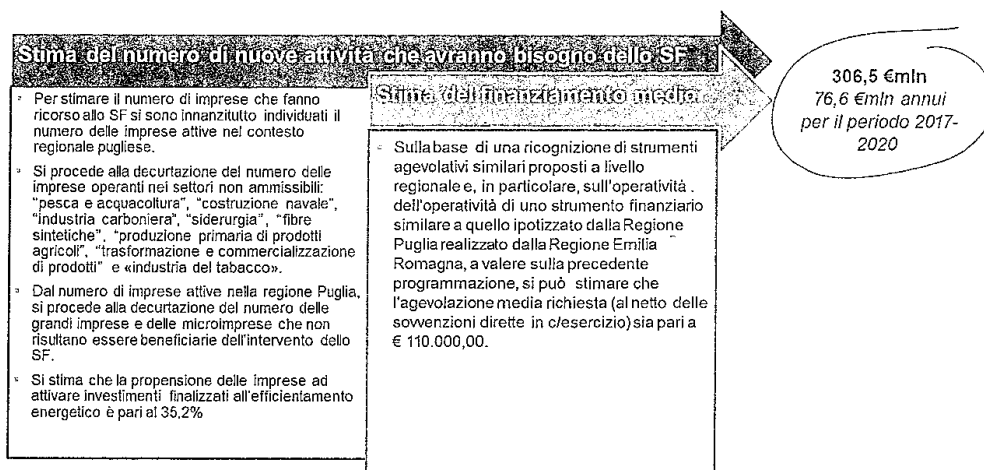 Stima del numero di nuove attività che avranno bisogno dello SF
Stima del finanziamento medio
306,5 €mln
76,6 €mln annui
per il periodo 2017-
2020
▫ Per stimare il numero di imprese che fanno
ricorso allo SF si sono innanzitutto individuati il
numero delle imprese attive nel contesto
regionale pugliese.
▫ Si procede alla decurtazione del numero delle
imprese operanti nei settori non ammissibili:
"pesca e acquacoltura", "costruzione navale",
"industria carboniera", "siderurgia", "fibre
sintetiche", "produzione primaria di prodotti
agricoli", "trasformazione e commercializzazione
di prodotti" e «industria del tabacco».
▫ Dal numero di imprese attive nella regione Puglia,
si procede alla decurtazione del numero delle
grandi imprese e delle microimprese che non
risultano essere beneficiarie dell'intervento dello
SF.
▫ Si stima che la propensione delle imprese ad
attivare investimenti finalizzati all'efficientamento
energetico è pari al 35,2%
▫ Sulla base di una ricognizione di strumenti
agevolativi similari proposti a livello
regionale e, in particolare, sull'operatività .
dell'operatività di uno strumento finanziario
similare a quello ipotizzato dalla Regione
Puglia realizzato dalla Regione Emilia
Romagna, a valere sulla precedente
programmazione, si può stimare che
l'agevolazione media richiesta (al netto delle
sovvenzioni dirette in c/esercizio) sia pari a
€ 110.000,00.